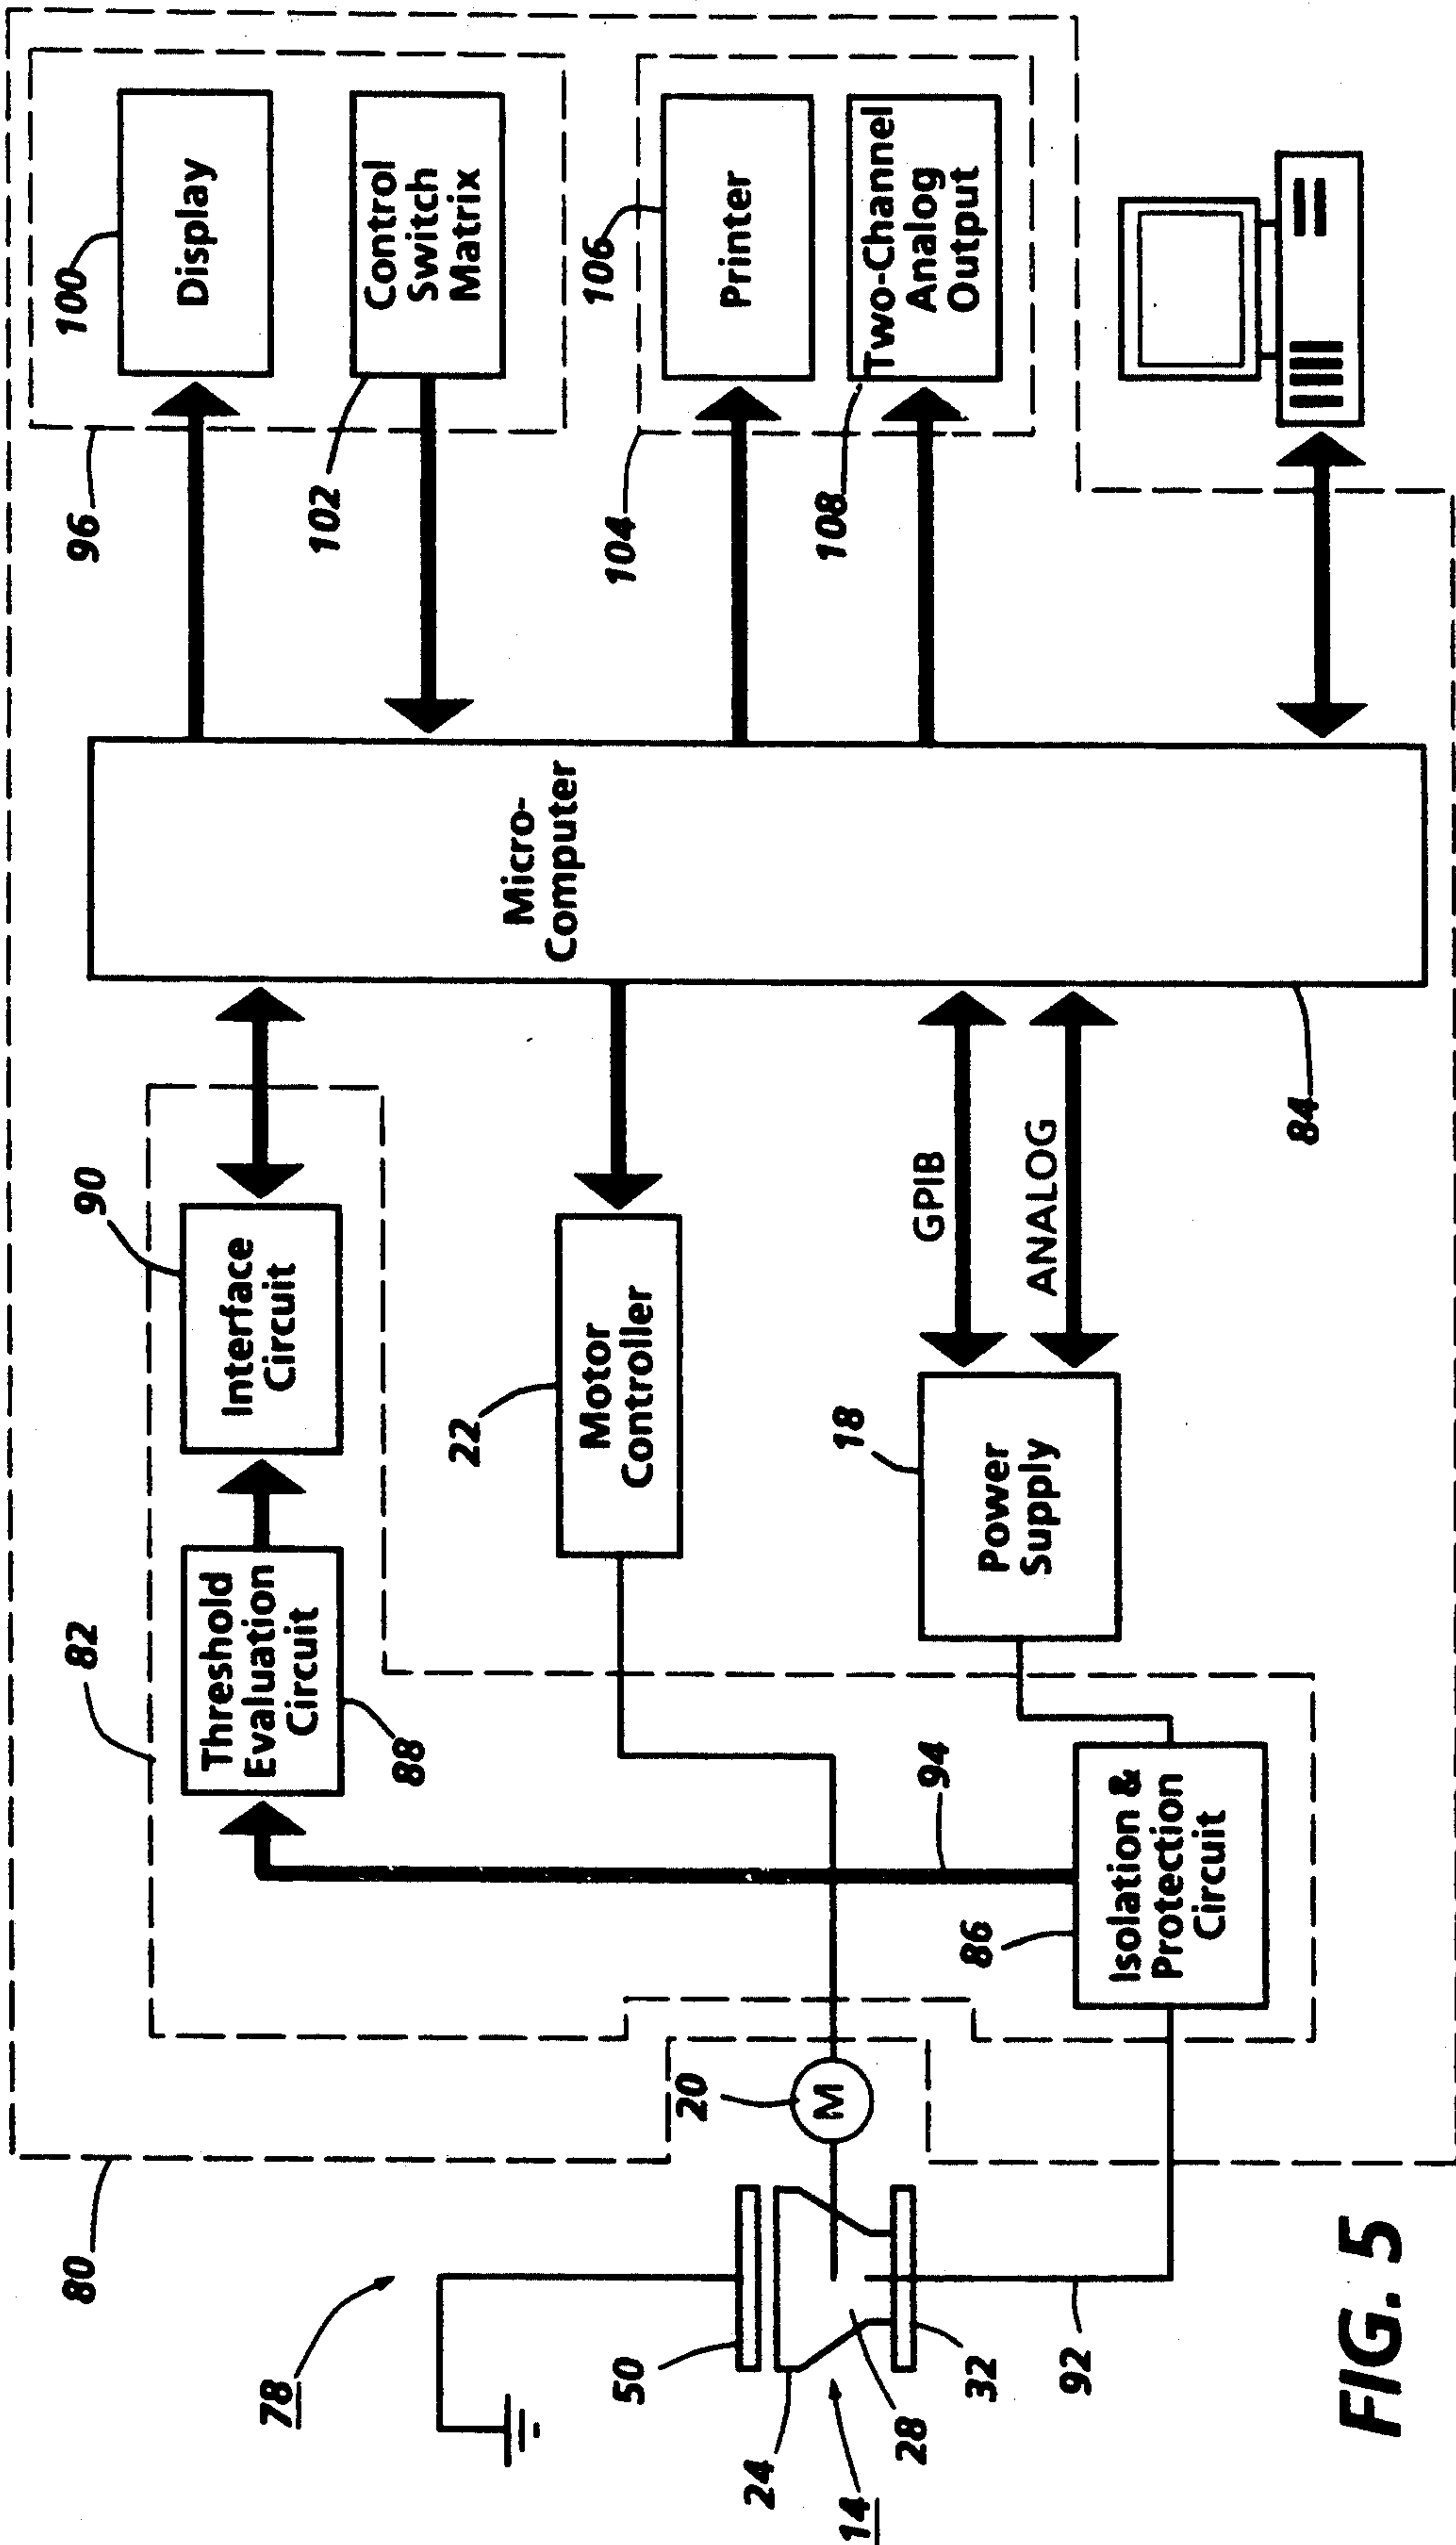 100
Display
Control
Switch
Matrix
96
102
106
Printer
Two-Channel
Analog
Output
104
108
Micro-
Computer
84
90
Interface
Circuit
22
Motor
Controller
GPIB
ANALOG
18
Power
Supply
82
Threshold
Evaluation
Circuit
88
94
86
Isolation &
Protection
Circuit
80
20
M
78
50
24
14
28
32
92
FIG. 5